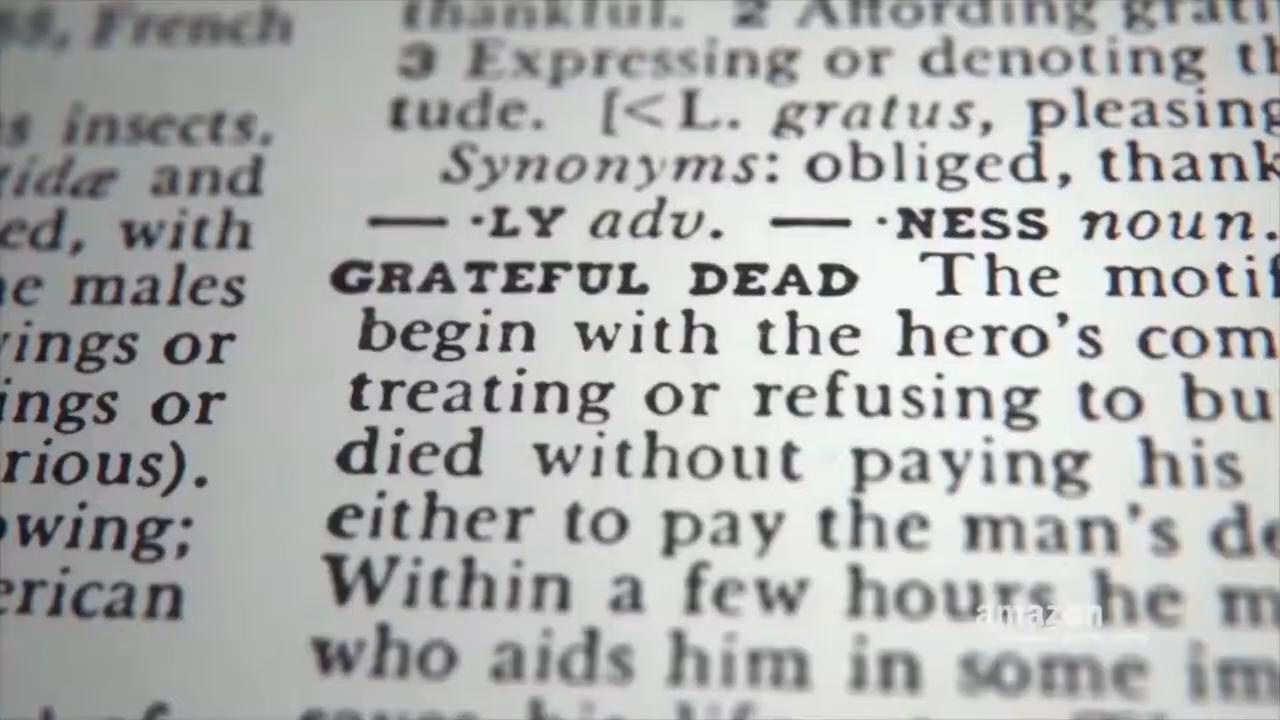 s, French
s insects.
idæ and
ed, with
e males
ings or
ings or
rious).
owing;
erican
thankful. 2 Affording grati
3 Expressing or denoting th
tude. [<L. gratus, pleasing
Synonyms: obliged, thank
— ·LY adv. — ·NESS noun.
GRATEFUL DEAD The motif
begin with the hero's com
treating or refusing to bu
died without paying his
either to pay the man's de
Within a few hours he m
who aids him in some im
amazon